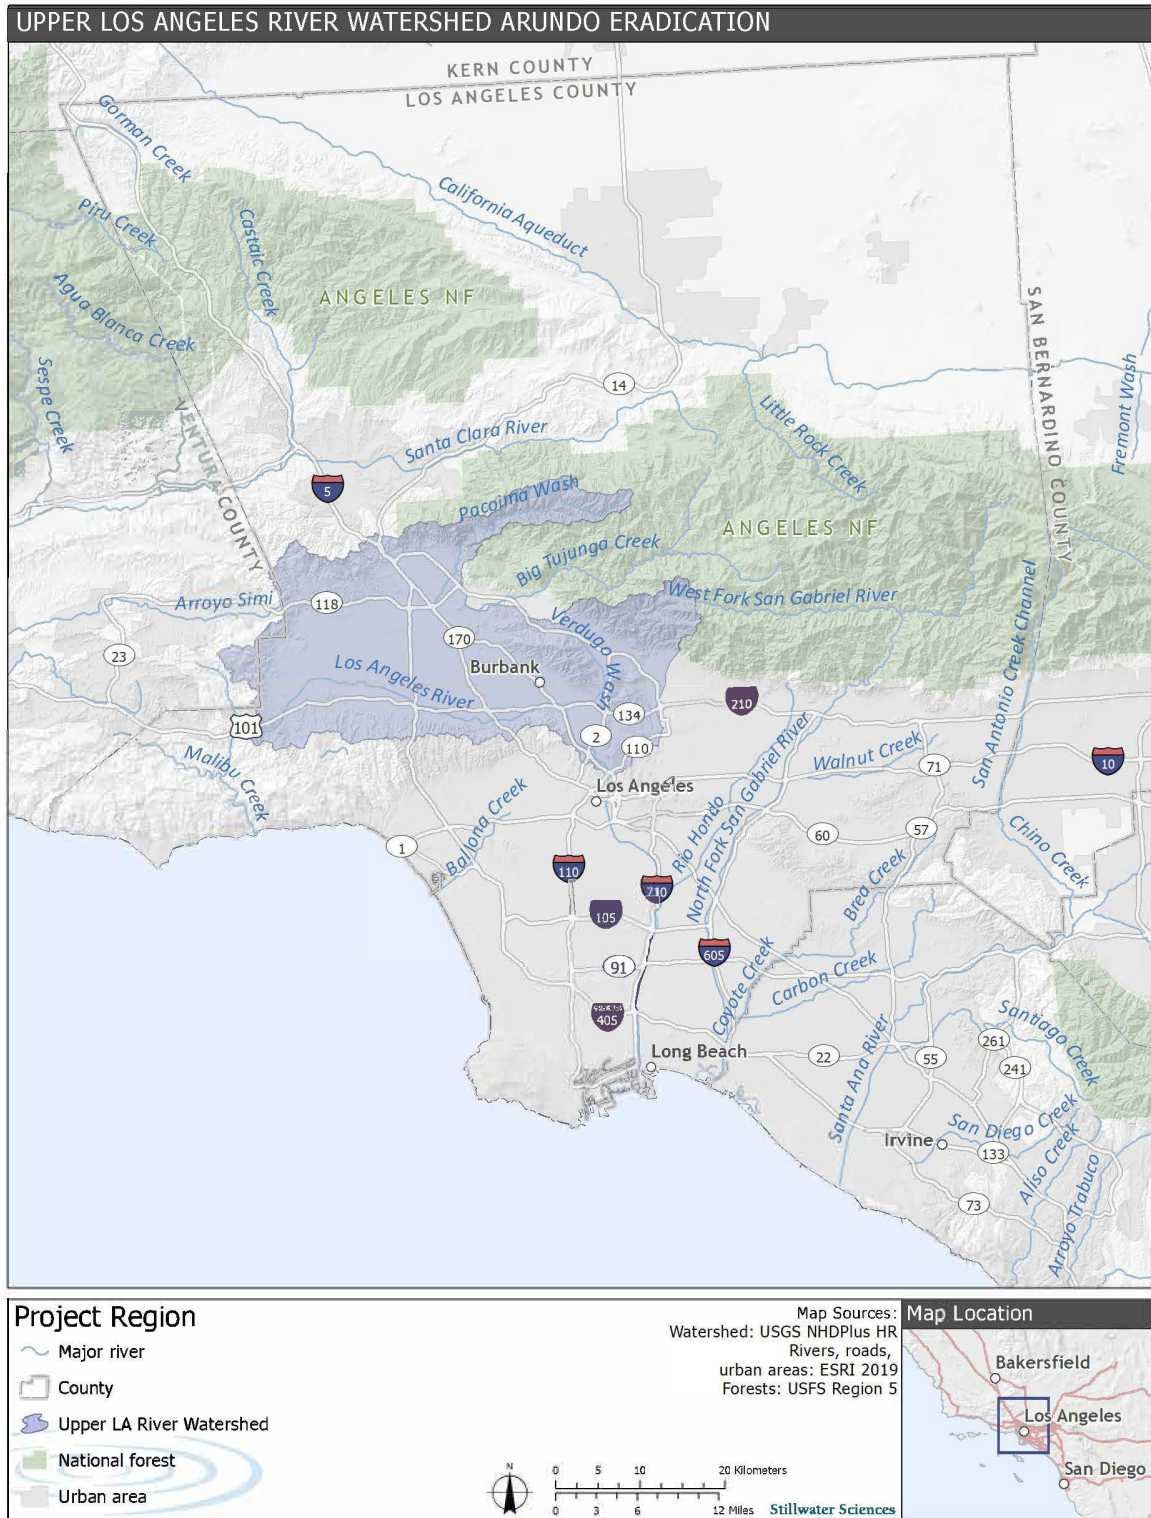 UPPER LOS ANGELES RIVER WATERSHED ARUNDO ERADICATION
KERN COUNTY
LOS ANGELES COUNTY
Gorman Creek
California Aqueduct
Piru Creek
Castaic Creek
Agua Blanca Creek
ANGELES NF
SAN BERNARDINO COUNTY
Sespe Creek
14
Fremont Wash
VENTURA COUNTY
Santa Clara River
Little Rock Creek
5
Pacoima Wash
ANGELES NF
Big Tujunga Creek
West Fork San Gabriel River
Arroyo Simi
118
Verdugo Wash
170
23
Los Angeles River
Burbank
San Antonio Creek Channel
210
134
101
2
110
Malibu Creek
Walnut Creek
71
10
Los Angeles
Ballona Creek
Rio Hondo
North Fork San Gabriel River
60
57
Chino Creek
1
110
710
Brea Creek
105
605
91
Coyote Creek
Carbon Creek
405
Santiago Creek
261
Long Beach
22
55
241
Santa Ana River
San Diego Creek
Irvine
133
Aliso Creek
73
Arroyo Trabuco
Project Region
Major river
County
Upper LA River Watershed
National forest
Urban area
N
0 5 10 20 Kilometers
0 3 6 12 Miles
Map Sources:
Watershed: USGS NHDPlus HR
Rivers, roads,
urban areas: ESRI 2019
Forests: USFS Region 5
Stillwater Sciences
Map Location
Bakersfield
Los Angeles
San Diego